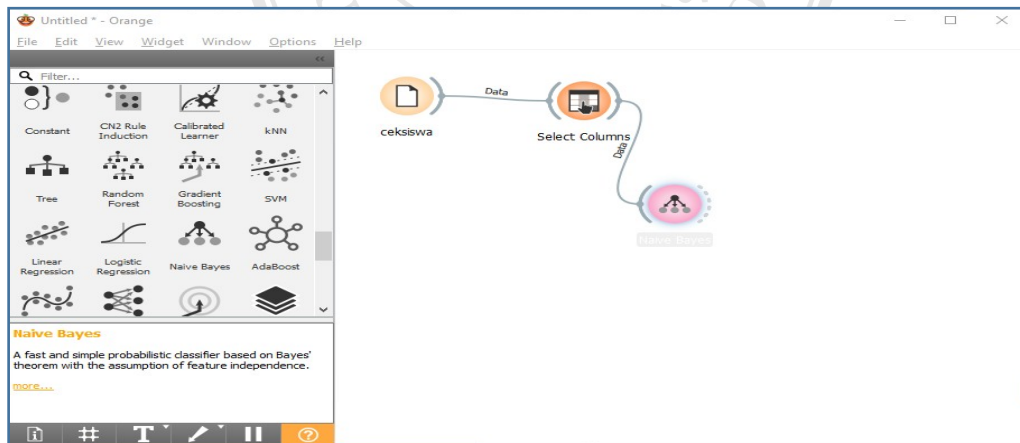 Untitled * - Orange
File Edit View Widget Window Options Help
Filter...
Constant
CN2 Rule
Induction
Calibrated
Learner
kNN
Tree
Random
Forest
Gradient
Boosting
SVM
Linear
Regression
Logistic
Regression
Naive Bayes
AdaBoost
Naive Bayes
A fast and simple probabilistic classifier based on Bayes'
theorem with the assumption of feature independence.
more...
ceksiswa
Data
Select Columns
Data
Naive Bayes